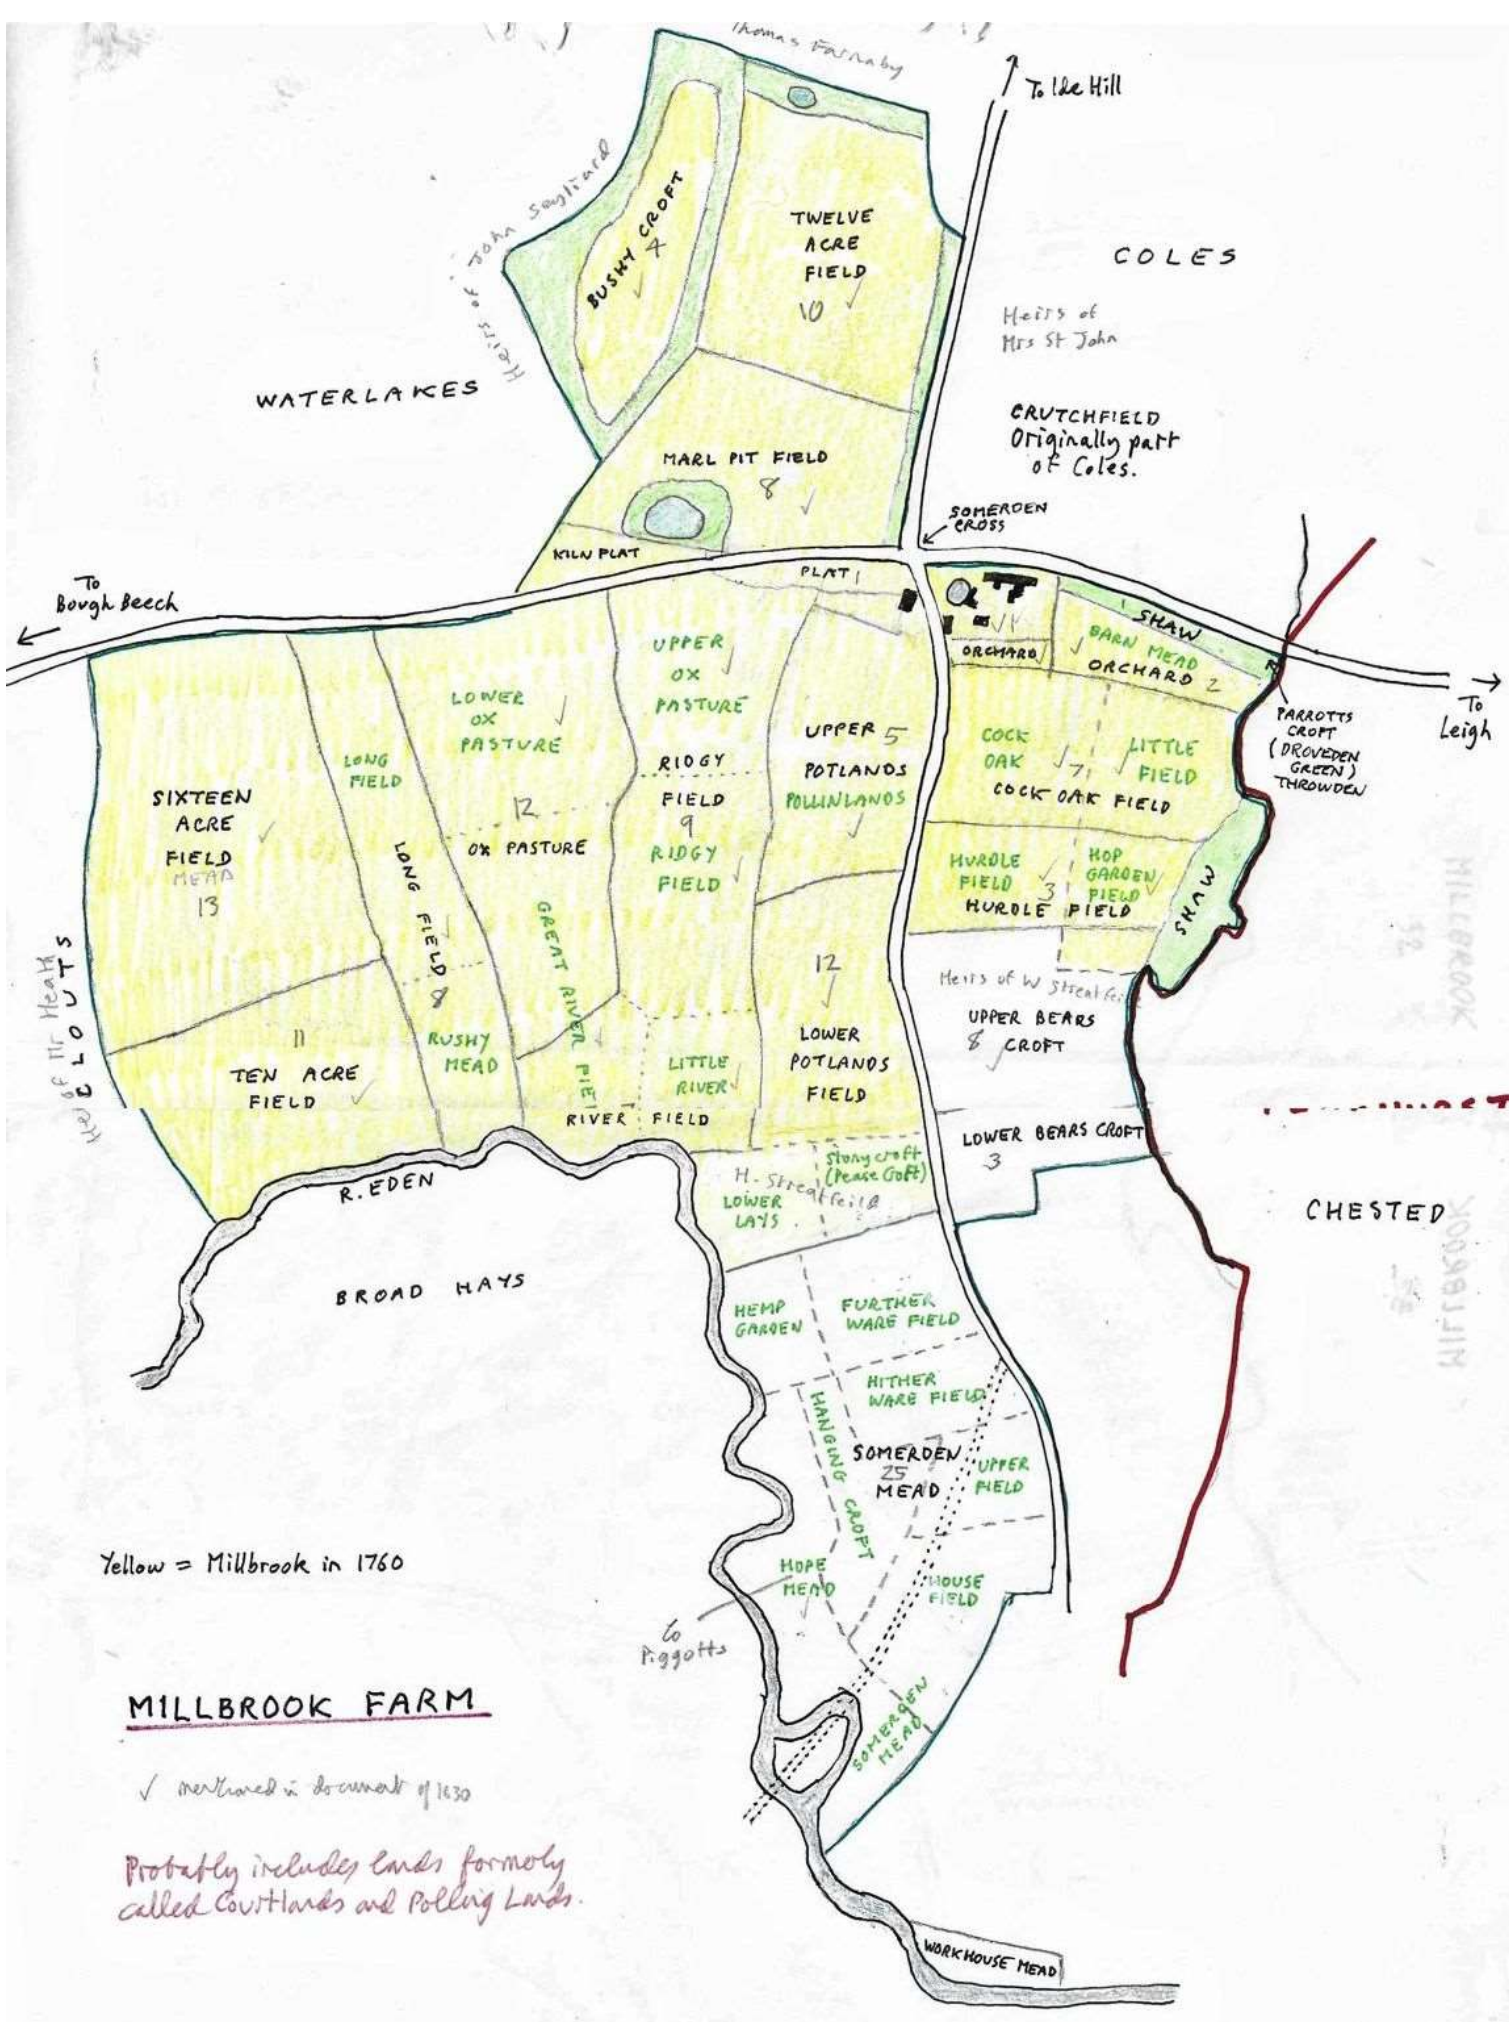 Thomas Farnaby
To Ide Hill
Heirs of John Seyliard
BUSHY CROFT
TWELVE
ACRE
FIELD
10
COLES
Heirs of
Mrs St John
WATERLAKES
CRUTCHFIELD
Originally part
of Coles.
MARL PIT FIELD
8
SOMERDEN
CROSS
KILN PLAT
PLAT 1
To
Bough Beech
SHAW
ORCHARD
BARN MEAD
ORCHARD 2
To
Leigh
PARROTTS
CROFT
(DROVEDEN
GREEN)
THROWDEN
UPPER
OX
PASTURE
LOWER
OX
PASTURE
LONG
FIELD
SIXTEEN
ACRE
FIELD
MEAD
13
12
OX PASTURE
RIDGY
FIELD
9
RIDGY
FIELD
UPPER 5
POTLANDS
POLLINLANDS
COCK
OAK
7
LITTLE
FIELD
COCK OAK FIELD
HURDLE
FIELD
3
HOP
GARDEN
FIELD
HURDLE FIELD
SHAW
LONG FIELD
8
GREAT RIVER FIEL
Heirs of Mr Heath
CLOUTS
11
TEN ACRE
FIELD
RUSHY
MEAD
LITTLE
RIVER
RIVER FIELD
12
LOWER
POTLANDS
FIELD
Heirs of W Streatfeild
UPPER BEARS
8 CROFT
LOWER BEARS CROFT
3
R. EDEN
Stony croft
(Pease Croft)
H. Streatfeild
LOWER
LAYS
CHESTED
BROAD HAYS
HEMP
GARDEN
FURTHER
WARE FIELD
HITHER
WARE FIELD
HANGING CROFT
SOMERDEN
25
MEAD
UPPER
FIELD
HOPE
MEAD
HOUSE
FIELD
to
Piggotts
SOMERDEN
MEAD
WORKHOUSE MEAD
Yellow = Millbrook in 1760
MILLBROOK FARM
✓ mentioned in document of 1630
Probably includes lands formerly
called Courtlands and Polling Lands.
MILLBROOK
MILLBROOK